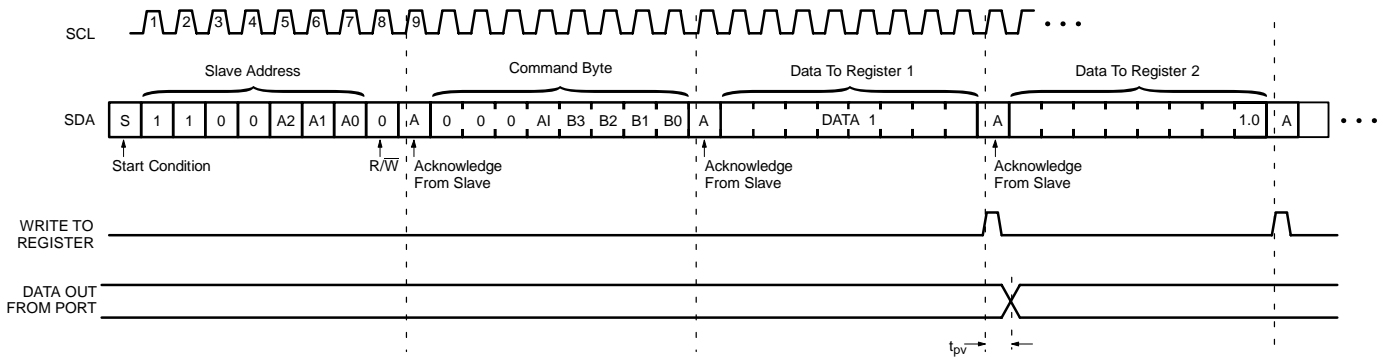 SCL 1 2 3 4 5 6 7 8 9 • • •
Slave Address Command Byte Data To Register 1 Data To Register 2
SDA S 1 1 0 0 A2 A1 A0 0 A 0 0 0 AI B3 B2 B1 B0 A DATA 1 A 1.0 A • • •
Start Condition R/W̅ Acknowledge Acknowledge Acknowledge
From Slave From Slave From Slave
WRITE TO
REGISTER
DATA OUT
FROM PORT
tpv